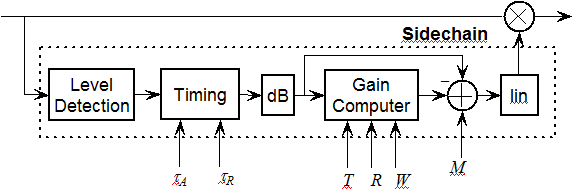 Sidechain
Level
Detection
Timing
dB
Gain
Computer
lin
τA
τR
T
R
W
M